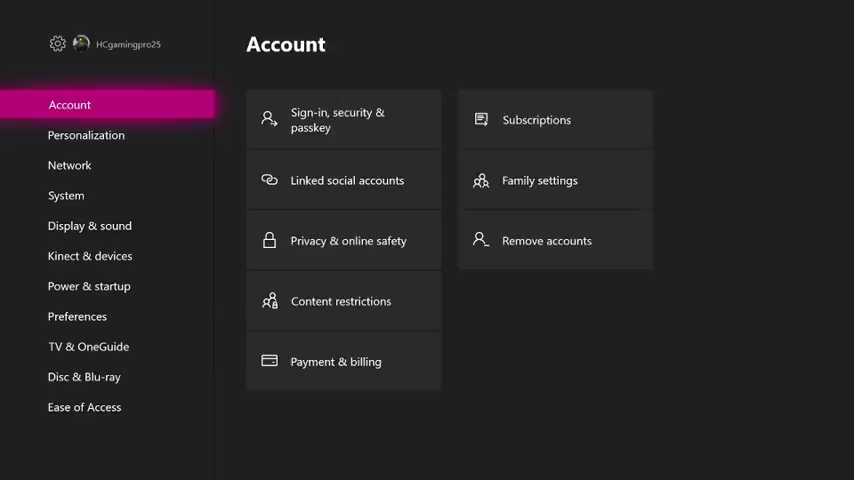 HCgamingpro25
Account
Personalization
Network
System
Display & sound
Kinect & devices
Power & startup
Preferences
TV & OneGuide
Disc & Blu-ray
Ease of Access
Account
Sign-in, security &
passkey
Linked social accounts
Privacy & online safety
Content restrictions
Payment & billing
Subscriptions
Family settings
Remove accounts